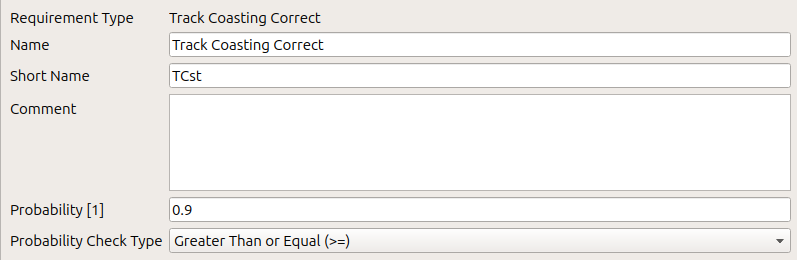 Requirement Type Track Coasting Correct
Name Track Coasting Correct
Short Name TCst
Comment
Probability [1] 0.9
Probability Check Type Greater Than or Equal (>=)